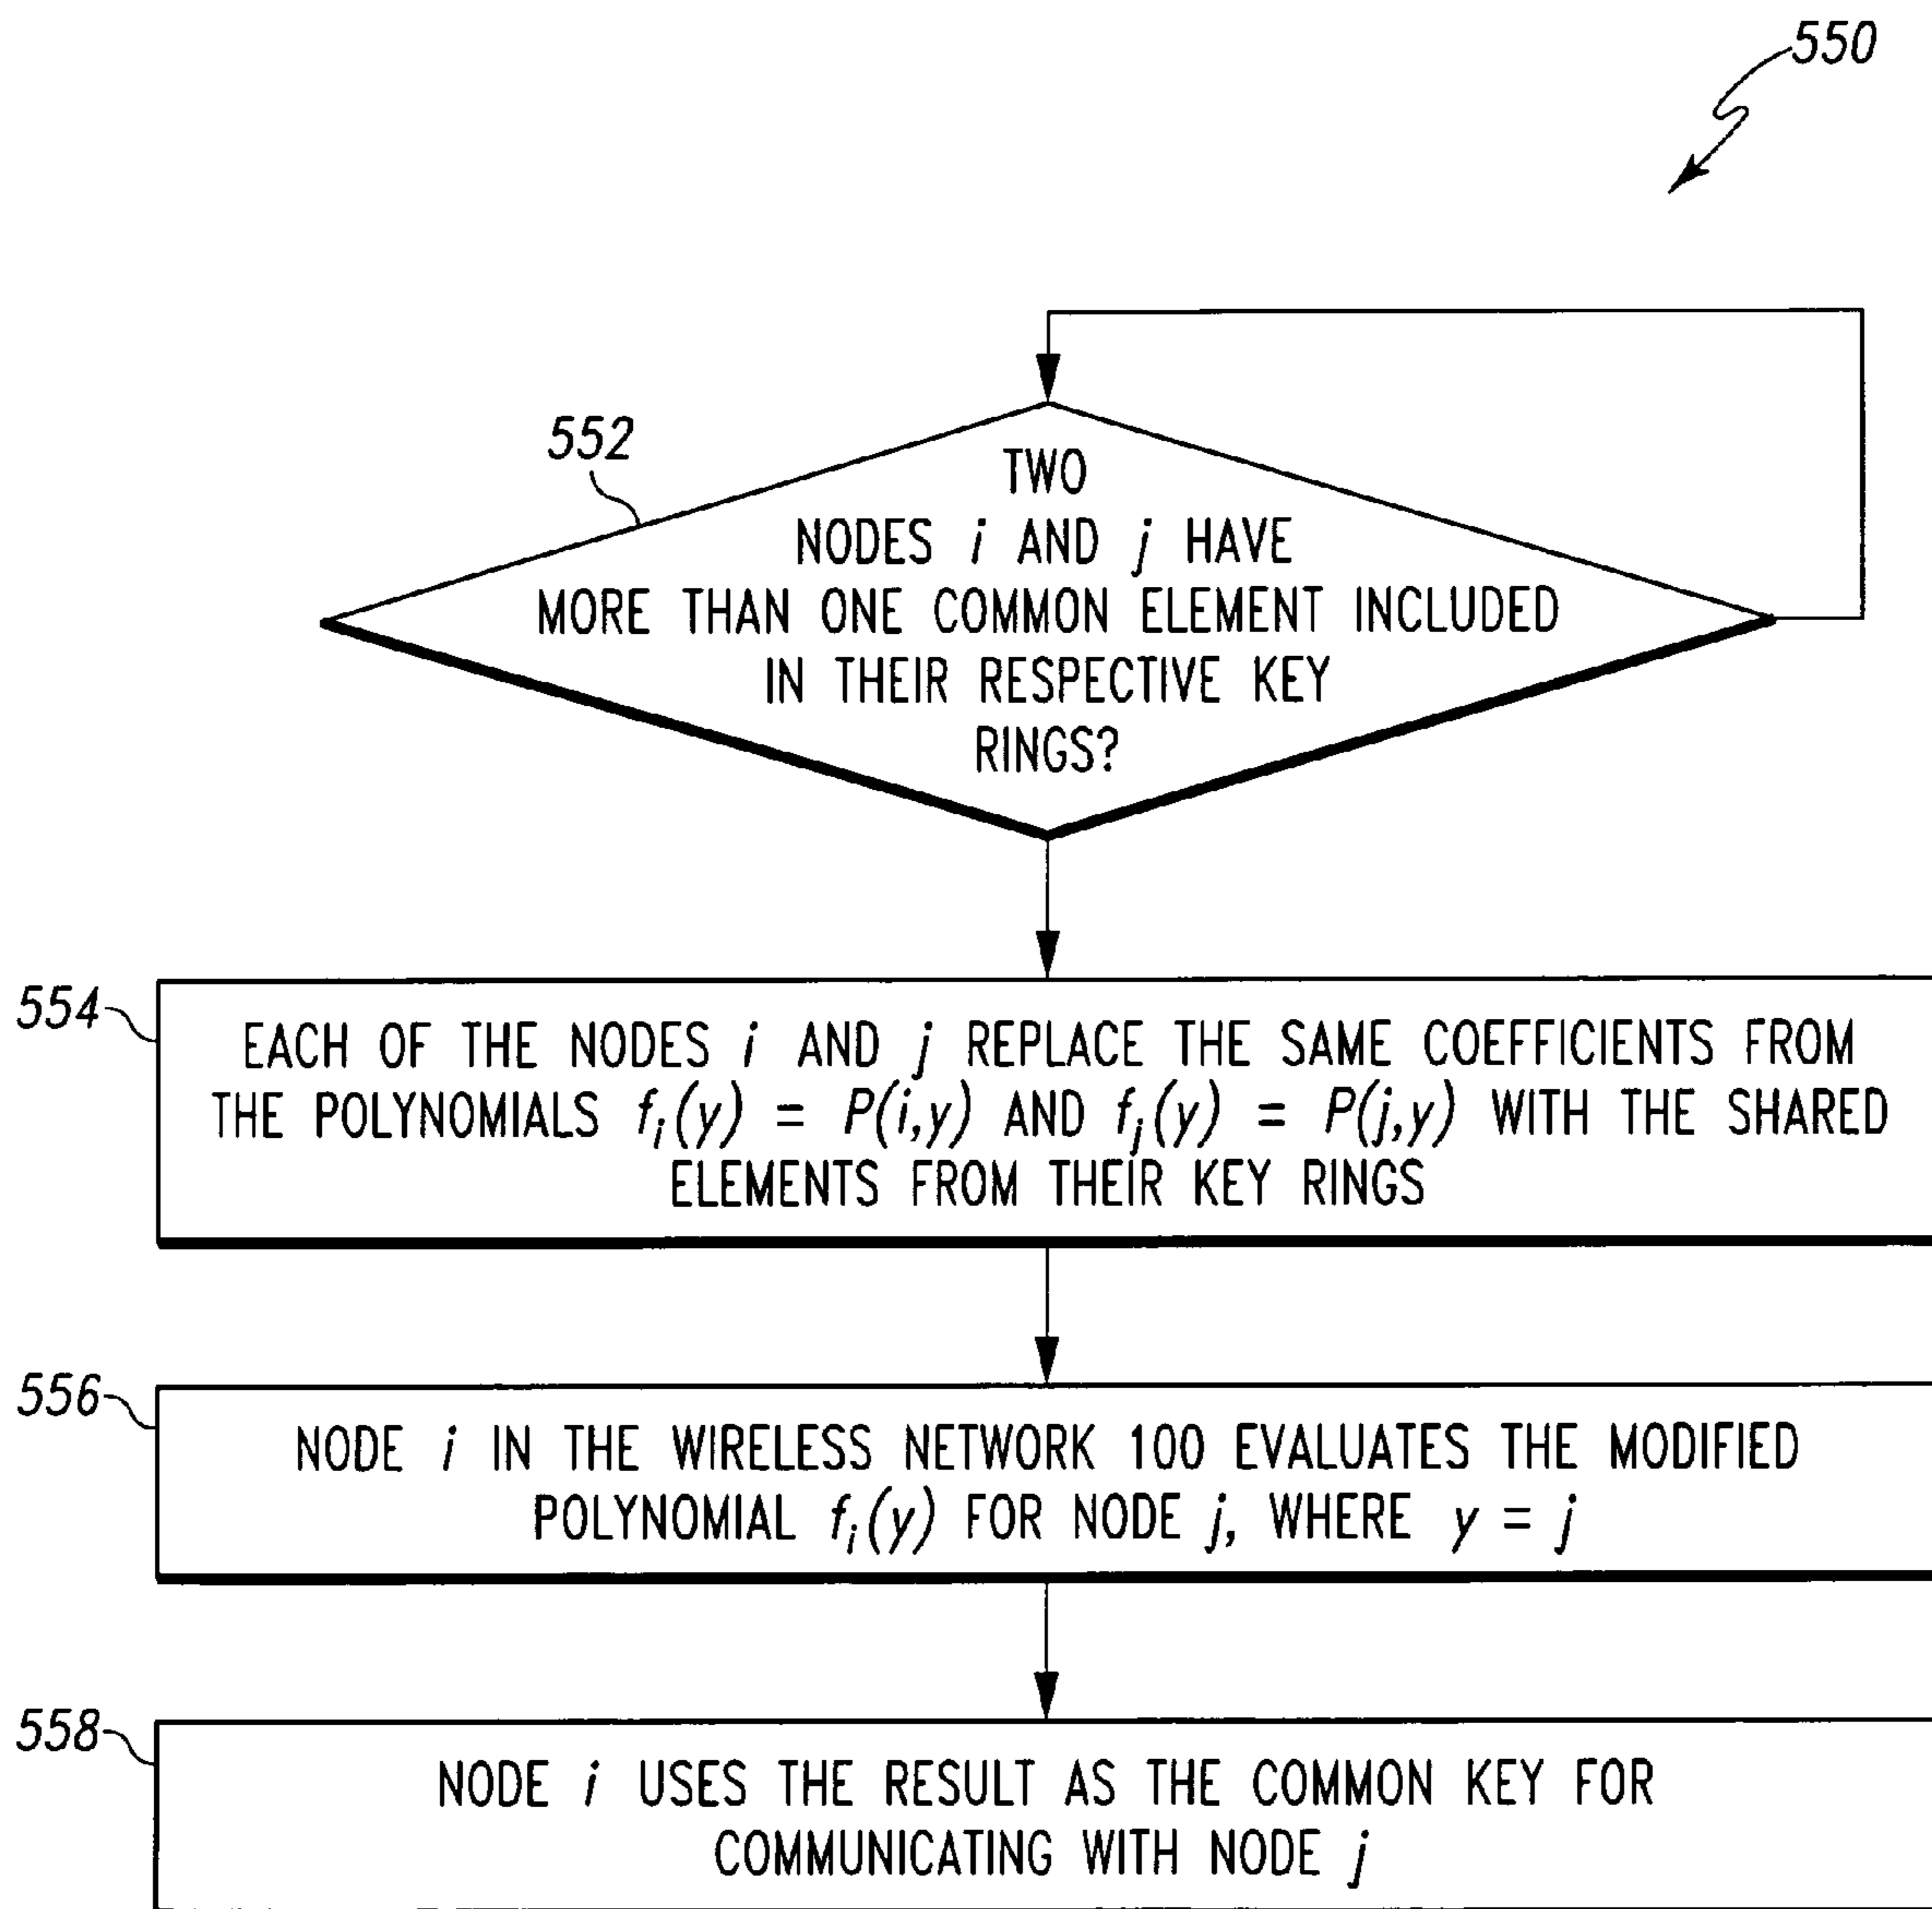 550
552
TWO
NODES i AND j HAVE
MORE THAN ONE COMMON ELEMENT INCLUDED
IN THEIR RESPECTIVE KEY
RINGS?
554
EACH OF THE NODES i AND j REPLACE THE SAME COEFFICIENTS FROM
THE POLYNOMIALS fᵢ(y) = P(i,y) AND fⱼ(y) = P(j,y) WITH THE SHARED
ELEMENTS FROM THEIR KEY RINGS
556
NODE i IN THE WIRELESS NETWORK 100 EVALUATES THE MODIFIED
POLYNOMIAL fᵢ(y) FOR NODE j, WHERE y = j
558
NODE i USES THE RESULT AS THE COMMON KEY FOR
COMMUNICATING WITH NODE j